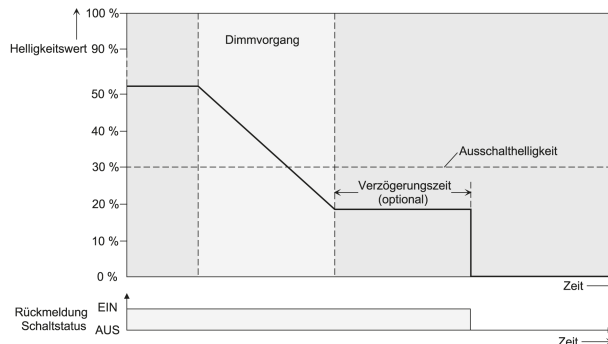 100 %
Helligkeitswert
90 %
Dimmvorgang
50 %
40 %
Ausschalthelligkeit
30 %
Verzögerungszeit
(optional)
20 %
10 %
0 %
Zeit
Rückmeldung
Schaltstatus
EIN
AUS
Zeit